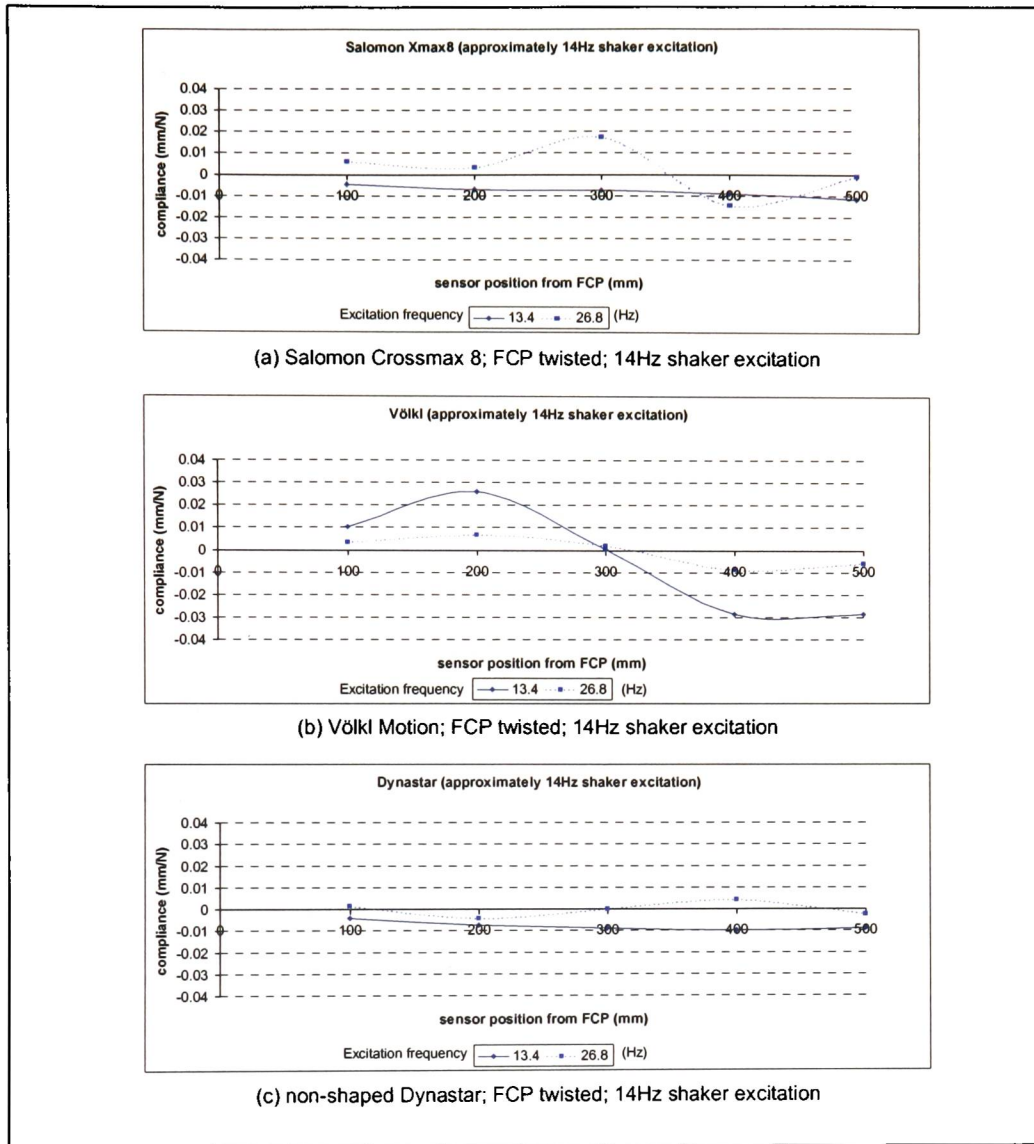 Salomon Xmax8 (approximately 14Hz shaker excitation)
compliance (mm/N)
0.04
0.03
0.02
0.01
0
-0.01
-0.02
-0.03
-0.04
0 100 200 300 400 500
sensor position from FCP (mm)
Excitation frequency 13.4 26.8 (Hz)
(a) Salomon Crossmax 8; FCP twisted; 14Hz shaker excitation
Völkl (approximately 14Hz shaker excitation)
compliance (mm/N)
0.04
0.03
0.02
0.01
0
-0.01
-0.02
-0.03
-0.04
0 100 200 300 400 500
sensor position from FCP (mm)
Excitation frequency 13.4 26.8 (Hz)
(b) Völkl Motion; FCP twisted; 14Hz shaker excitation
Dynastar (approximately 14Hz shaker excitation)
compliance (mm/N)
0.04
0.03
0.02
0.01
0
-0.01
-0.02
-0.03
-0.04
0 100 200 300 400 500
sensor position from FCP (mm)
Excitation frequency 13.4 26.8 (Hz)
(c) non-shaped Dynastar; FCP twisted; 14Hz shaker excitation